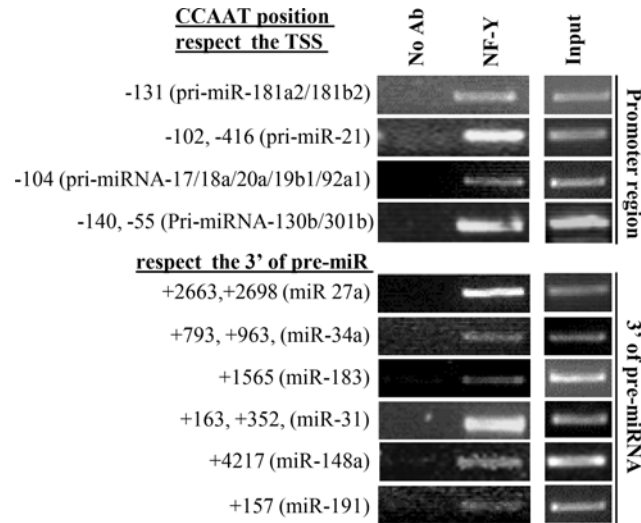 CCAAT position
respect the TSS
No Ab
NF-Y
Input
-131 (pri-miR-181a2/181b2)
-102, -416 (pri-miR-21)
-104 (pri-miRNA-17/18a/20a/19b1/92a1)
-140, -55 (Pri-miRNA-130b/301b)
Promoter region
respect the 3' of pre-miR
+2663,+2698 (miR 27a)
+793, +963, (miR-34a)
+1565 (miR-183)
+163, +352, (miR-31)
+4217 (miR-148a)
+157 (miR-191)
3' of pre-miRNA